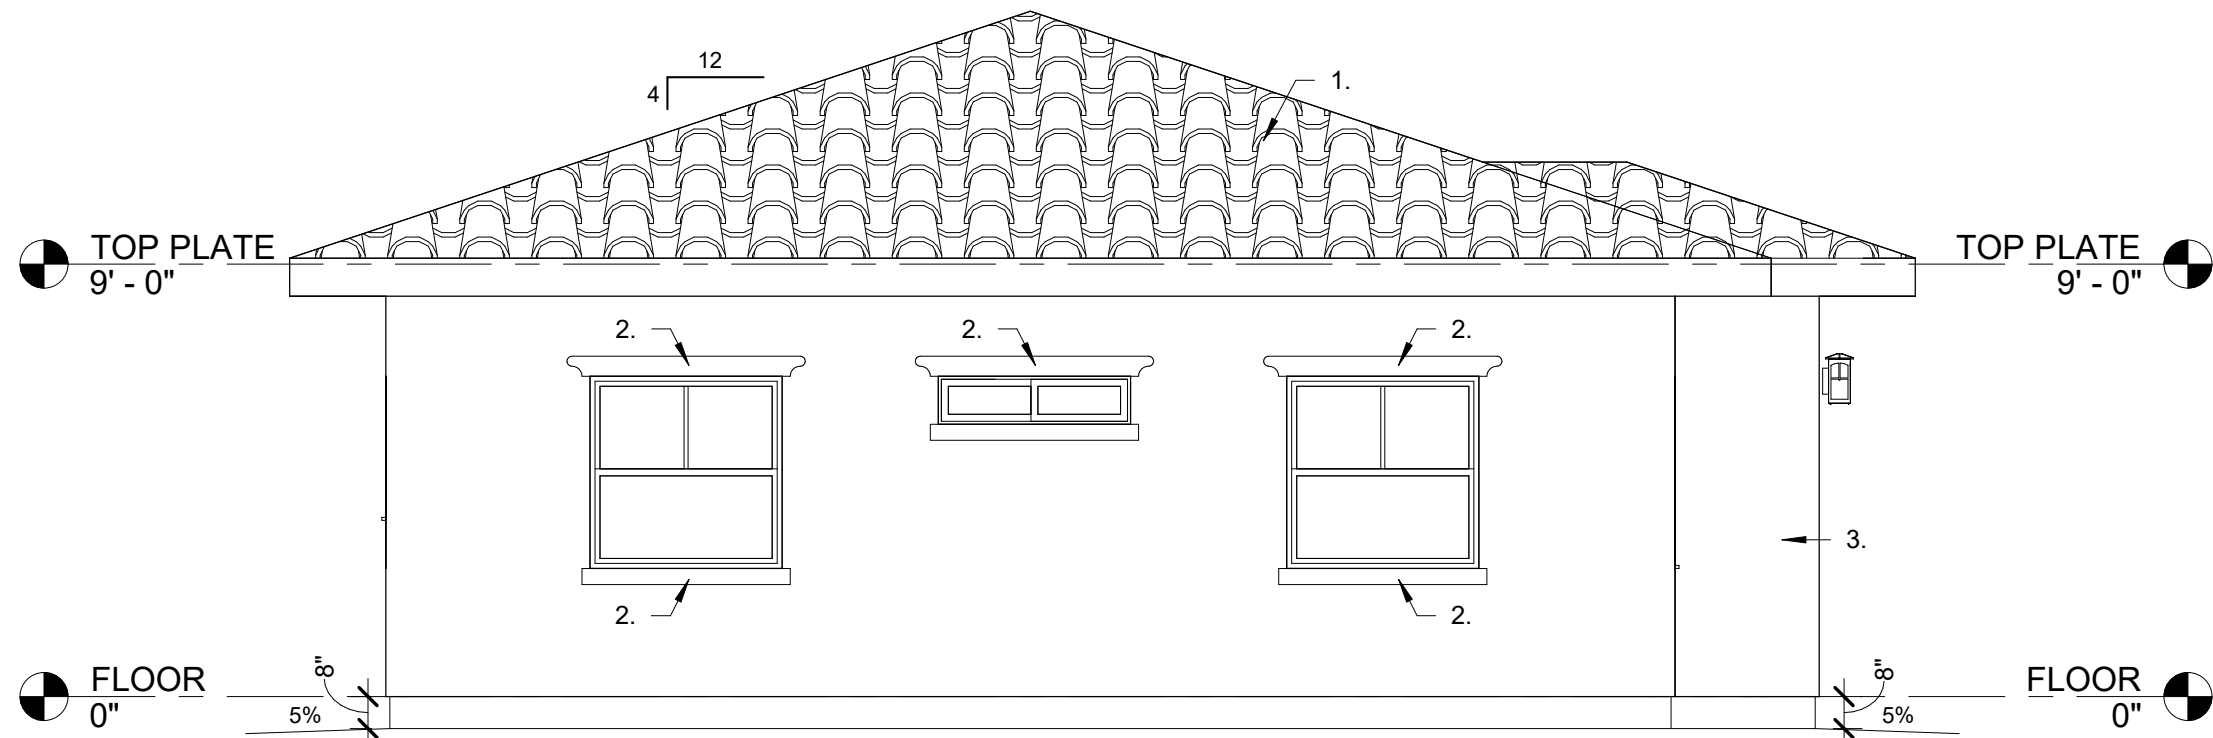 12
4
1.
TOP PLATE
9' - 0"
TOP PLATE
9' - 0"
2.
2.
2.
3.
2.
2.
8"
8"
FLOOR
0"
5%
FLOOR
0"
5%